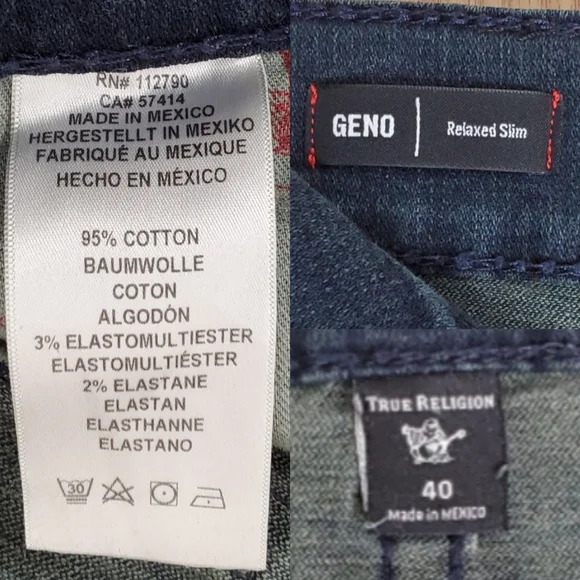 RN# 112790
CA# 57414
MADE IN MEXICO
HERGESTELLT IN MEXIKO
FABRIQUÉ AU MEXIQUE
HECHO EN MÉXICO
95% COTTON
BAUMWOLLE
COTON
ALGODÓN
3% ELASTOMULTIESTER
ELASTOMULTIÉSTER
2% ELASTANE
ELASTAN
ELASTHANNE
ELASTANO
30
GENO
Relaxed Slim
TRUE RELIGION
40
Made in MEXICO